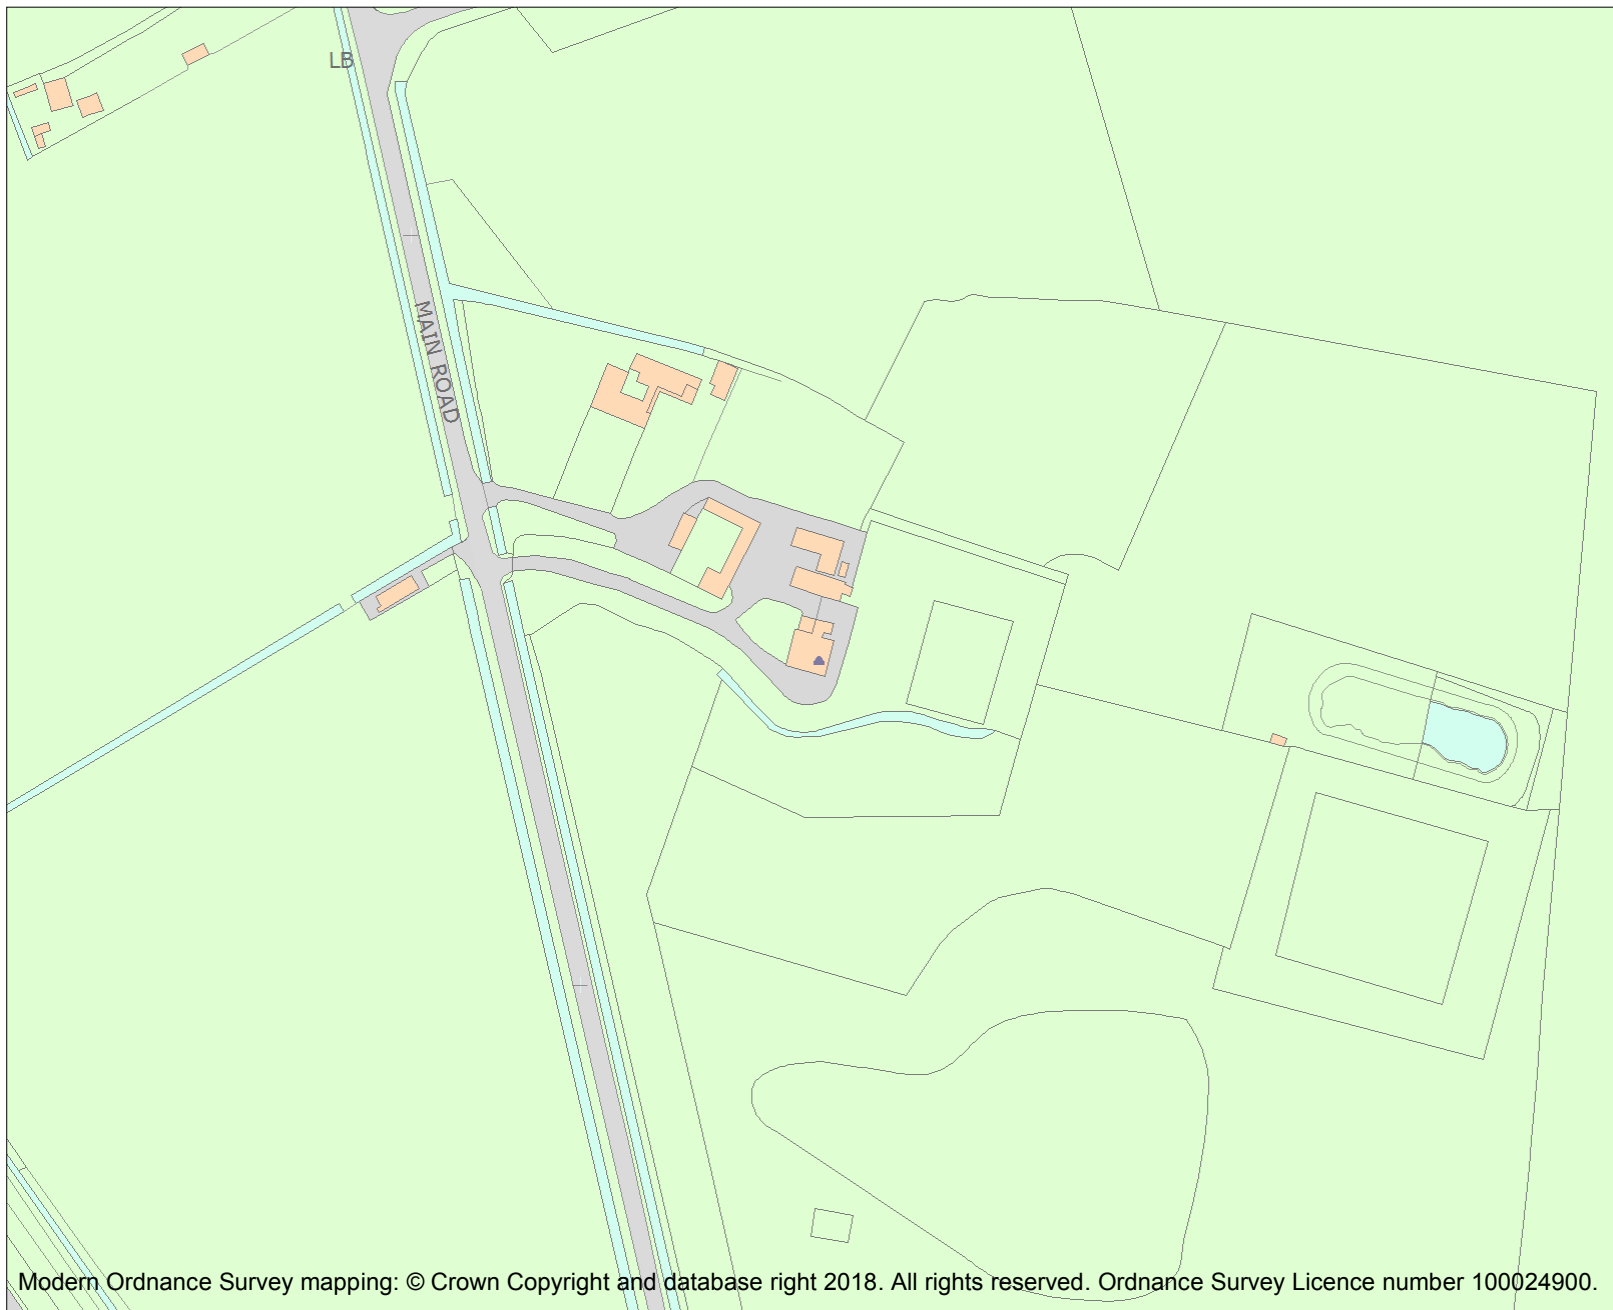 LB
MAIN ROAD
Modern Ordnance Survey mapping: © Crown Copyright and database right 2018. All rights reserved. Ordnance Survey Licence number 100024900.